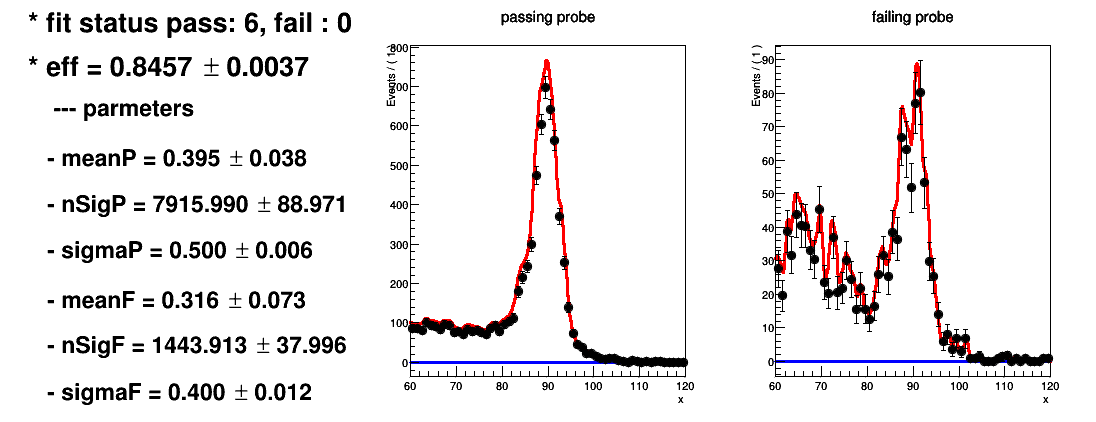 * fit status pass: 6, fail : 0
* eff = 0.8457 ± 0.0037
--- parmeters
- meanP = 0.395 ± 0.038
- nSigP = 7915.990 ± 88.971
- sigmaP = 0.500 ± 0.006
- meanF = 0.316 ± 0.073
- nSigF = 1443.913 ± 37.996
- sigmaF = 0.400 ± 0.012
passing probe
Events / ( 1 )
800
700
600
500
400
300
200
100
0
60 70 80 90 100 110 120
x
failing probe
Events / ( 1 )
90
80
70
60
50
40
30
20
10
0
60 70 80 90 100 110 120
x